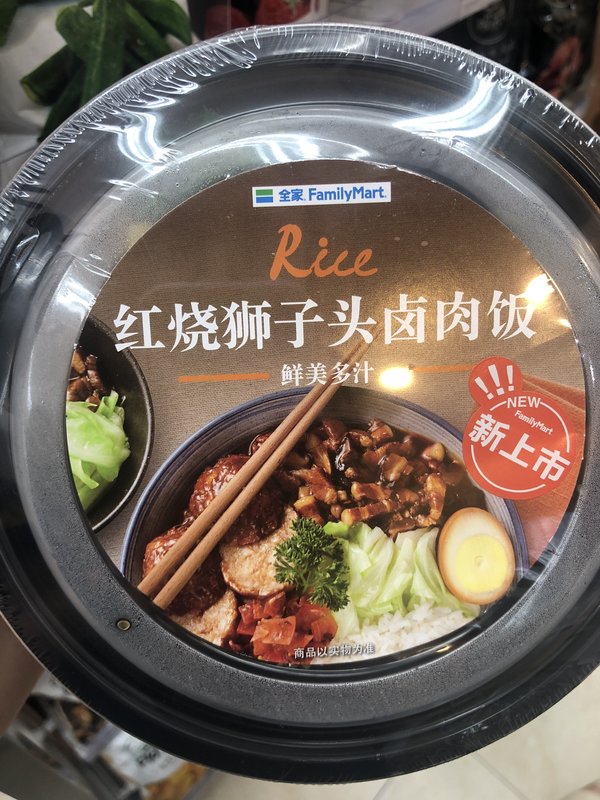 全家 FamilyMart
Rice
红烧狮子头卤肉饭
鲜美多汁
!!!
NEW
FamilyMart
新上市
商品以实物为准